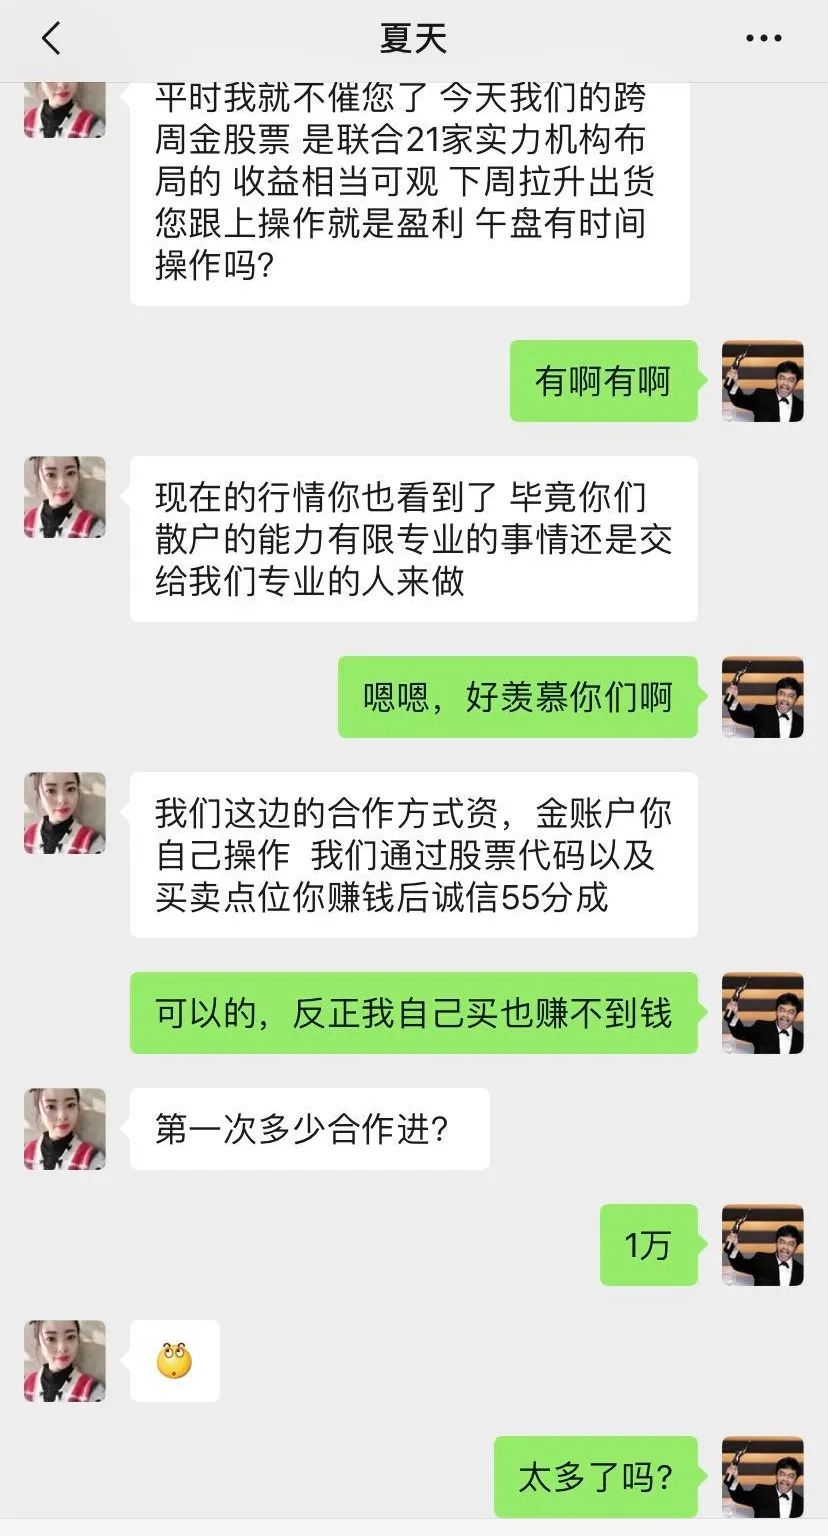 夏天
平时我就不催您了 今天我们的跨
周金股票 是联合21家实力机构布
局的 收益相当可观 下周拉升出货
您跟上操作就是盈利 午盘有时间
操作吗?
有啊有啊
现在的行情你也看到了 毕竟你们
散户的能力有限专业的事情还是交
给我们专业的人来做
嗯嗯，好羡慕你们啊
我们这边的合作方式资，金账户你
自己操作  我们通过股票代码以及
买卖点位你赚钱后诚信55分成
可以的，反正我自己买也赚不到钱
第一次多少合作进?
1万
太多了吗?